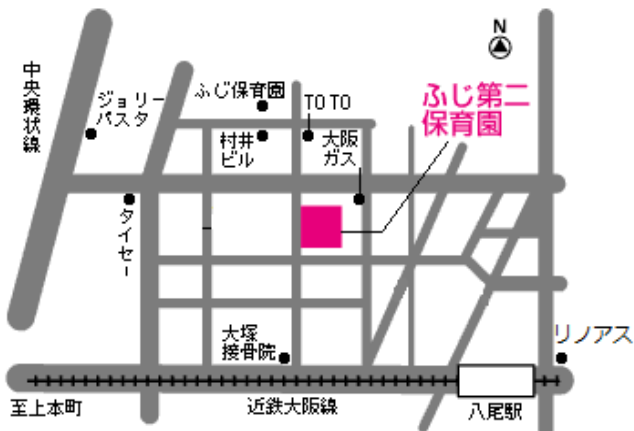 N
中央環状線
ジョリー
パスタ
ふじ保育園
TOTO
ふじ第二
保育園
村井
ビル
大阪
ガス
タイセー
大塚
接骨院
リノアス
至上本町
近鉄大阪線
八尾駅